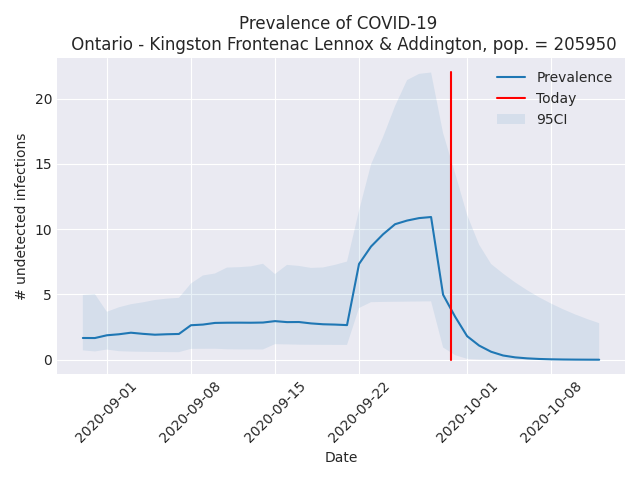 Prevalence of COVID-19
Ontario - Kingston Frontenac Lennox & Addington, pop. = 205950
Prevalence
Today
95CI
# undetected infections
20
15
10
5
0
2020-09-01
2020-09-08
2020-09-15
2020-09-22
2020-10-01
2020-10-08
Date